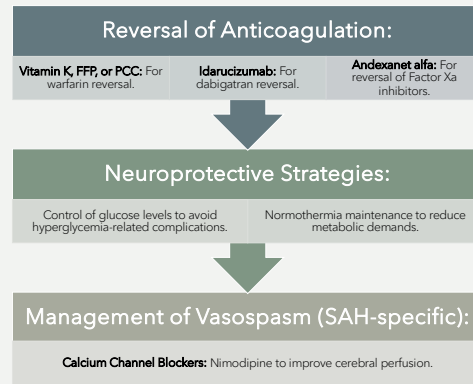 Reversal of Anticoagulation:
Vitamin K, FFP, or PCC: For
warfarin reversal.
Idarucizumab: For
dabigatran reversal.
Andexanet alfa: For
reversal of Factor Xa
inhibitors.
Neuroprotective Strategies:
Control of glucose levels to avoid
hyperglycemia-related complications.
Normothermia maintenance to reduce
metabolic demands.
Management of Vasospasm (SAH-specific):
Calcium Channel Blockers: Nimodipine to improve cerebral perfusion.